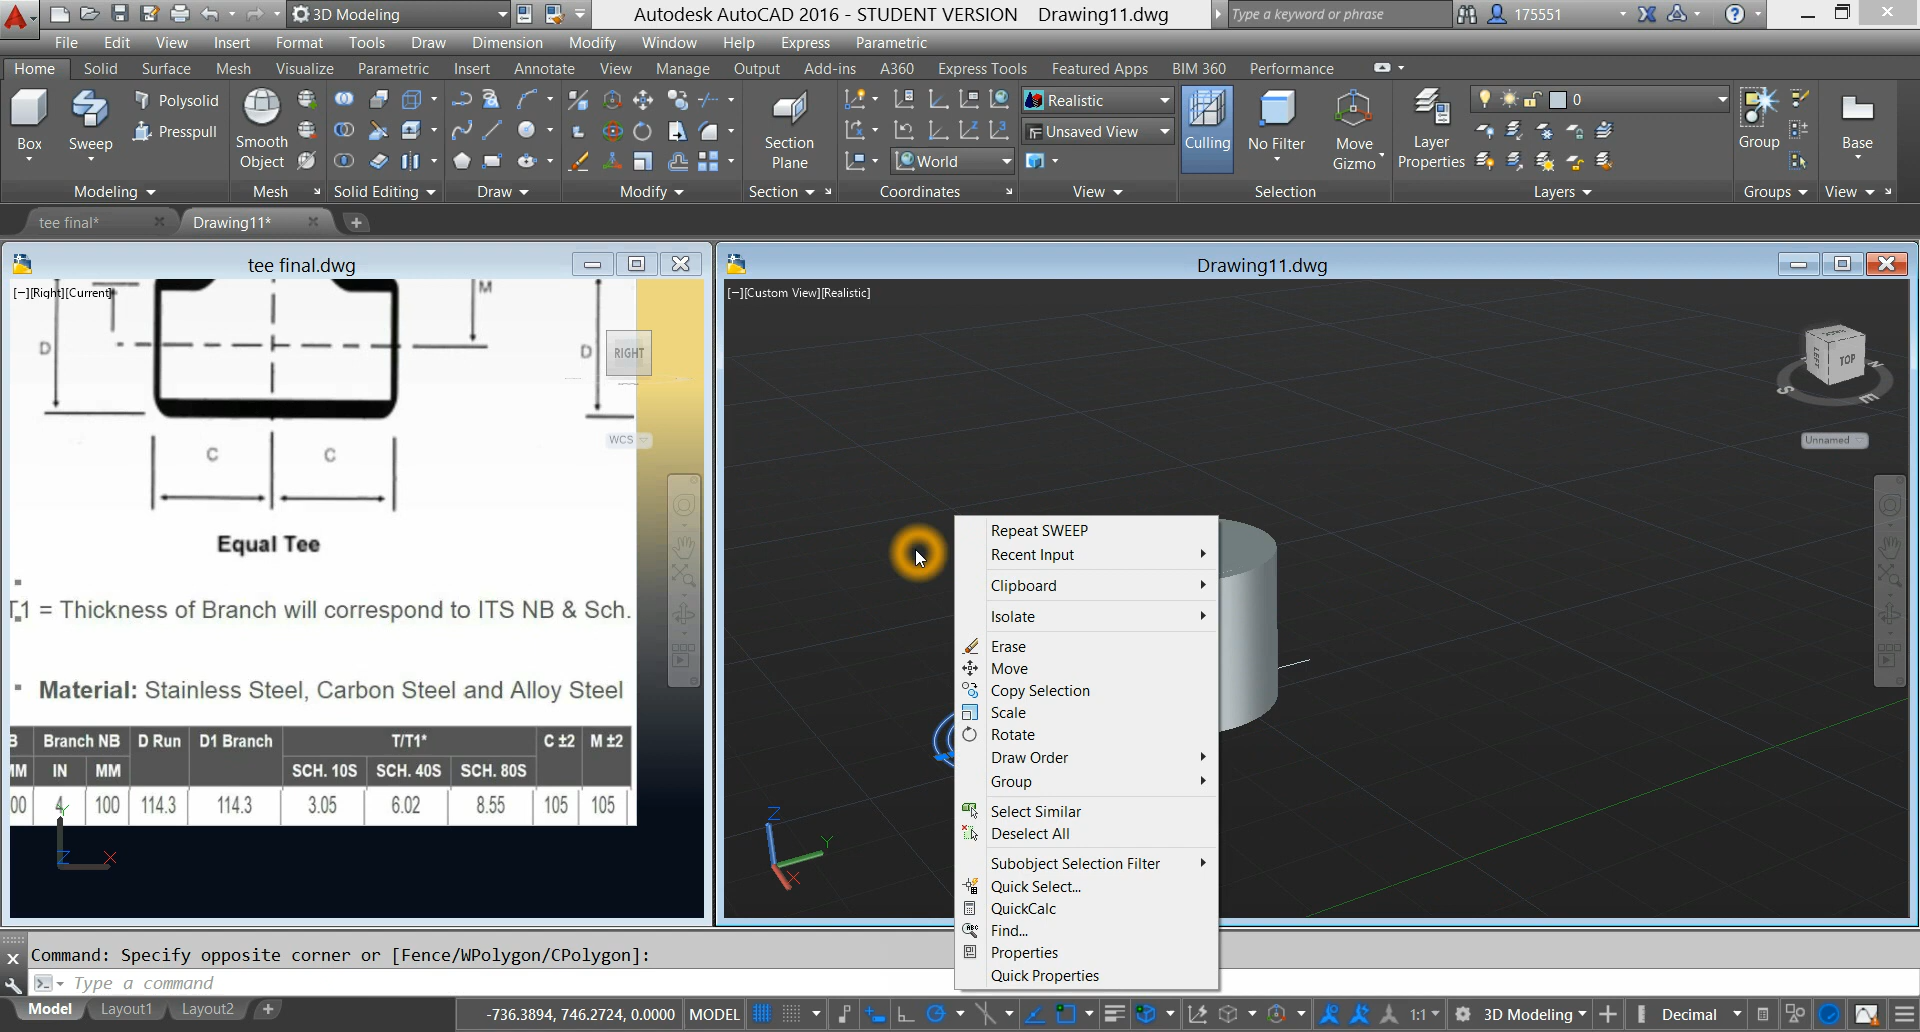 3D Modeling
Autodesk AutoCAD 2016 - STUDENT VERSION Drawing11.dwg
Type a keyword or phrase
175551
File Edit View Insert Format Tools Draw Dimension Modify Window Help Express Parametric
Home Solid Surface Mesh Visualize Parametric Insert Annotate View Manage Output Add-ins A360 Express Tools Featured Apps BIM 360 Performance
Box
Sweep
Polysolid
Presspull
Smooth
Object
Section
Plane
World
Realistic
Unsaved View
Culling
No Filter
Move
Gizmo
Layer
Properties
0
Group
Base
Modeling
Mesh
Solid Editing
Draw
Modify
Section
Coordinates
View
Selection
Layers
Groups
View
tee final*
Drawing11*
tee final.dwg
[−][Right][Current]
M
D
D
RIGHT
WCS
C
C
Equal Tee
T1 = Thickness of Branch will correspond to ITS NB & Sch.
Material: Stainless Steel, Carbon Steel and Alloy Steel
B Branch NB D Run D1 Branch T/T1* C ±2 M ±2
MM IN MM SCH. 10S SCH. 40S SCH. 80S
00 4 100 114.3 114.3 3.05 6.02 8.55 105 105
Y
Z
X
Drawing11.dwg
[−][Custom View][Realistic]
LEFT
TOP
N
S
E
Unnamed
Z
Y
X
Repeat SWEEP
Recent Input
Clipboard
Isolate
Erase
Move
Copy Selection
Scale
Rotate
Draw Order
Group
Select Similar
Deselect All
Subobject Selection Filter
Quick Select...
QuickCalc
Find...
Properties
Quick Properties
Command: Specify opposite corner or [Fence/WPolygon/CPolygon]:
Type a command
Model Layout1 Layout2
-736.3894, 746.2724, 0.0000 MODEL
1:1
3D Modeling
Decimal